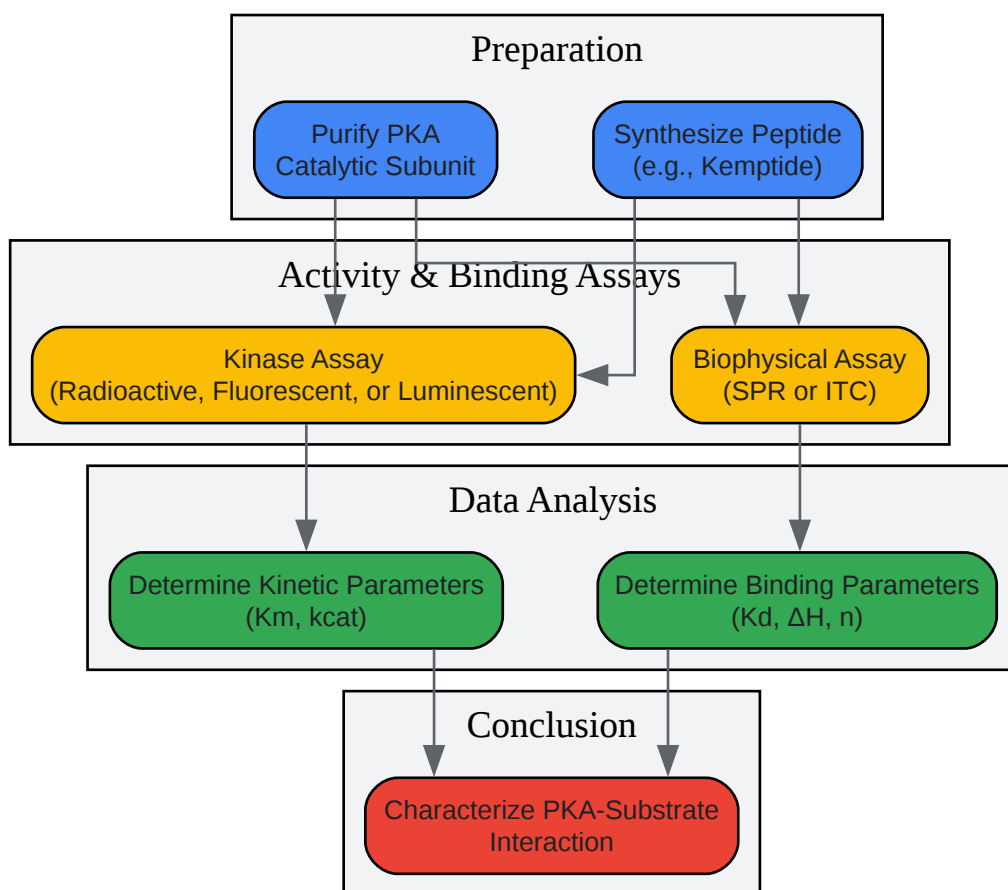 Preparation
Purify PKA
Catalytic Subunit
Synthesize Peptide
(e.g., Kemptide)
Activity & Binding Assays
Kinase Assay
(Radioactive, Fluorescent, or Luminescent)
Biophysical Assay
(SPR or ITC)
Data Analysis
Determine Kinetic Parameters
(Km, kcat)
Determine Binding Parameters
(Kd, ΔH, n)
Conclusion
Characterize PKA-Substrate
Interaction